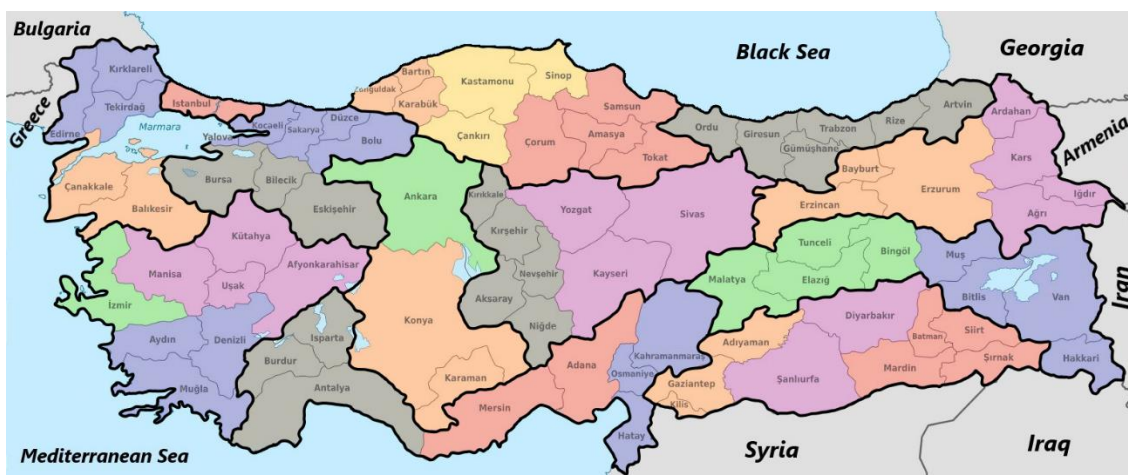 Bulgaria
Black Sea
Georgia
Greece
Armenia
Iran
Kırklareli
Tekirdağ
Edirne
İstanbul
Marmara
Yalova
Kocaeli
Sakarya
Düzce
Bolu
Zonguldak
Bartın
Karabük
Kastamonu
Sinop
Çankırı
Samsun
Çorum
Amasya
Tokat
Ordu
Giresun
Trabzon
Gümüşhane
Rize
Artvin
Ardahan
Kars
Iğdır
Ağrı
Bayburt
Erzurum
Erzincan
Çanakkale
Balıkesir
Bursa
Bilecik
Eskişehir
Ankara
Kırıkkale
Kırşehir
Yozgat
Sivas
Kütahya
Manisa
Uşak
Afyonkarahisar
İzmir
Nevşehir
Kayseri
Aksaray
Niğde
Konya
Karaman
Malatya
Tunceli
Elazığ
Bingöl
Muş
Bitlis
Van
Hakkari
Aydın
Denizli
Muğla
Isparta
Burdur
Antalya
Mersin
Adana
Kahramanmaraş
Osmaniye
Hatay
Adıyaman
Gaziantep
Kilis
Şanlıurfa
Diyarbakır
Batman
Mardin
Siirt
Şırnak
Mediterranean Sea
Syria
Iraq